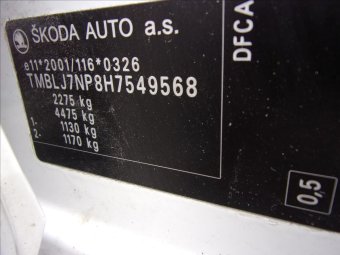 ŠKODA AUTO a.s.
e11*2001/116*0326
TMBLJ7NP8H7549568
2275 kg
4475 kg
1- 1130 kg
2- 1170 kg
DFCA
0,5